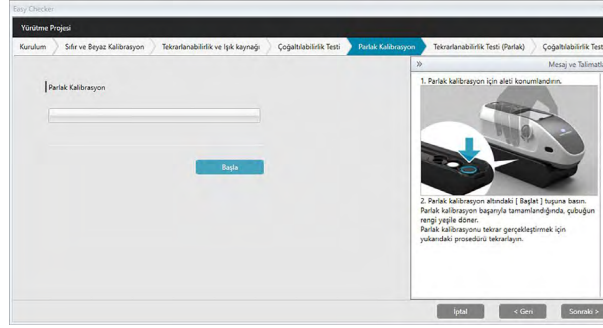 Easy Checker
Yürütme Projesi
Kurulum
Sıfır ve Beyaz Kalibrasyon
Tekrarlanabilirlik ve Işık kaynağı
Çoğaltılabilirlik Testi
Parlak Kalibrasyon
Tekrarlanabilirlik Testi (Parlak)
Çoğaltılabilirlik Test
Parlak Kalibrasyon
Başla
»
Mesaj ve Talimatla
1. Parlak kalibrasyon için aleti konumlandırın.
2. Parlak kalibrasyon altındaki [ Başlat ] tuşuna basın.
Parlak kalibrasyon başarıyla tamamlandığında, çubuğun
rengi yeşile döner.
Parlak kalibrasyonu tekrar gerçekleştirmek için
yukarıdaki prosedürü tekrarlayın.
İptal
< Geri
Sonraki >